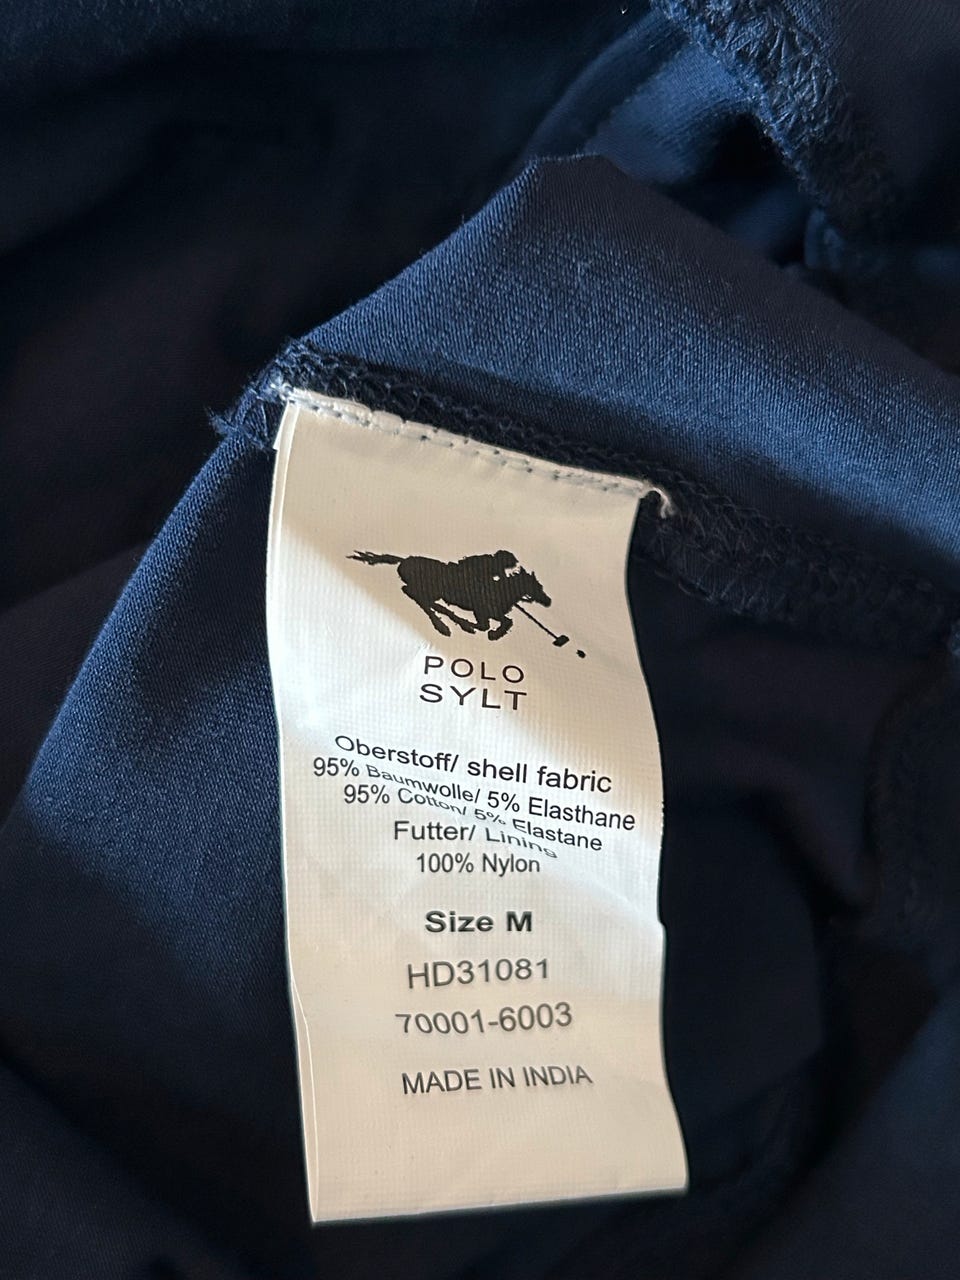 POLO
SYLT
Oberstoff/ shell fabric
95% Baumwolle/ 5% Elasthane
95% Cotton/ 5% Elastane
Futter/ Lining
100% Nylon
Size M
HD31081
70001-6003
MADE IN INDIA